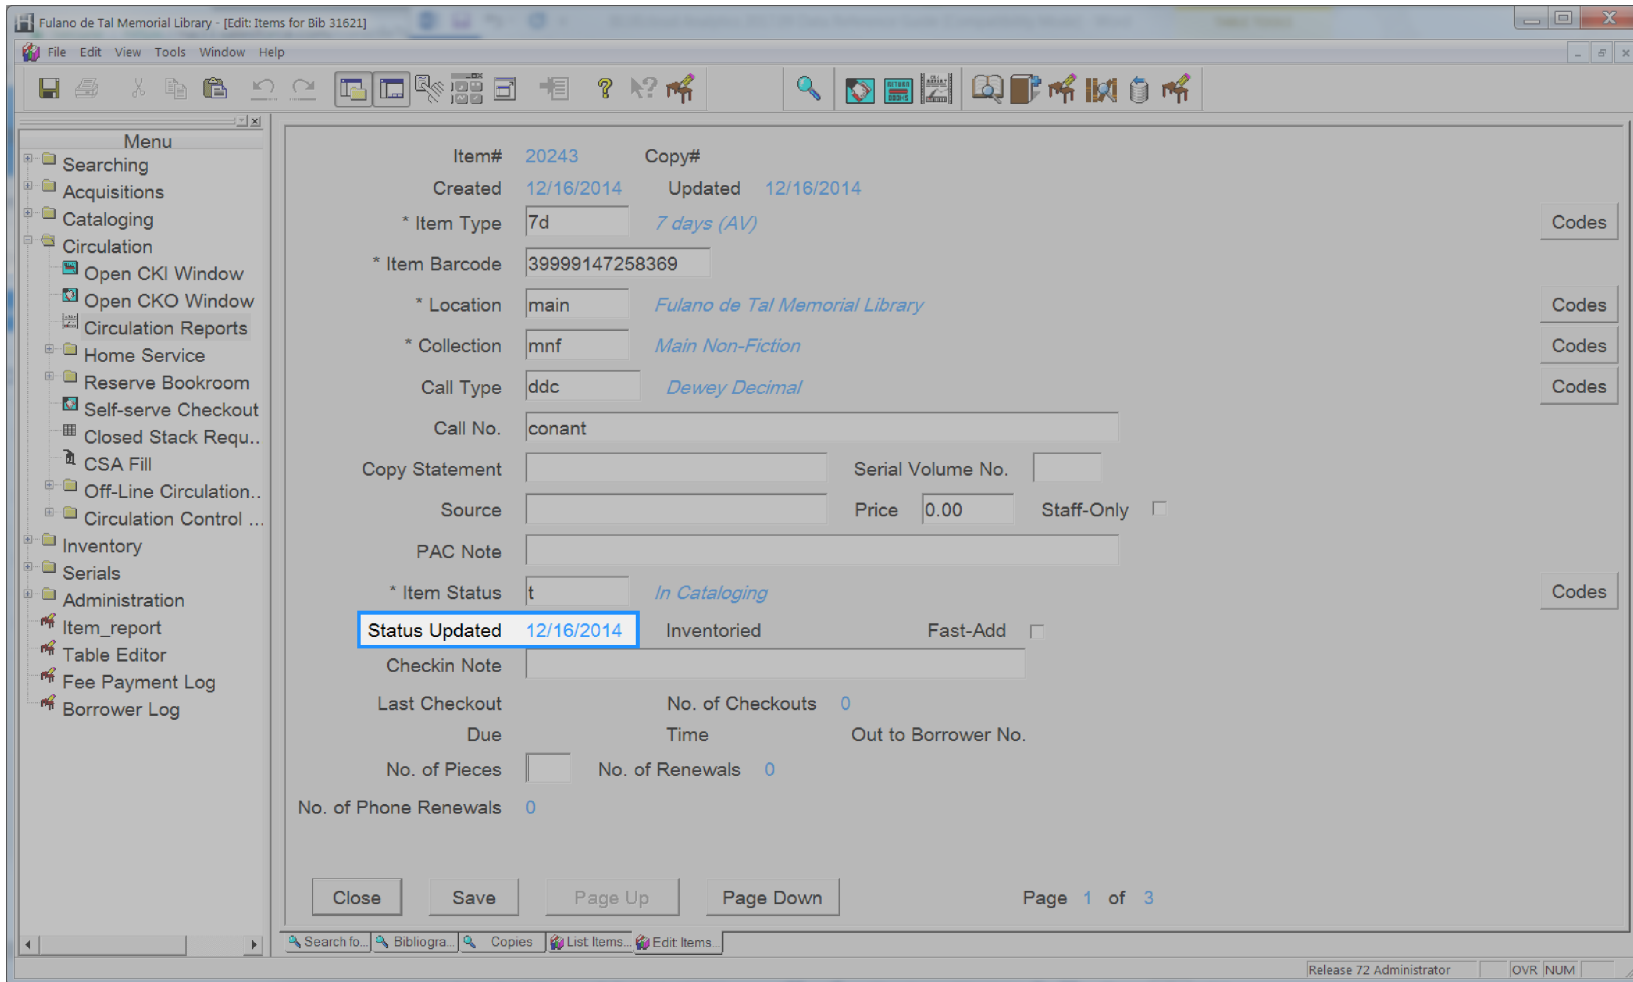 Fulano de Tal Memorial Library - [Edit: Items for Bib 31621]
File Edit View Tools Window Help
Menu
Searching
Acquisitions
Cataloging
Circulation
Open CKI Window
Open CKO Window
Circulation Reports
Home Service
Reserve Bookroom
Self-serve Checkout
Closed Stack Requ..
CSA Fill
Off-Line Circulation..
Circulation Control ...
Inventory
Serials
Administration
Item_report
Table Editor
Fee Payment Log
Borrower Log
Item# 20243 Copy#
Created 12/16/2014 Updated 12/16/2014
* Item Type 7d 7 days (AV) Codes
* Item Barcode 39999147258369
* Location main Fulano de Tal Memorial Library Codes
* Collection mnf Main Non-Fiction Codes
Call Type ddc Dewey Decimal Codes
Call No. conant
Copy Statement Serial Volume No.
Source Price 0.00 Staff-Only
PAC Note
* Item Status t In Cataloging Codes
Status Updated 12/16/2014 Inventoried Fast-Add
Checkin Note
Last Checkout No. of Checkouts 0
Due Time Out to Borrower No.
No. of Pieces No. of Renewals 0
No. of Phone Renewals 0
Close Save Page Up Page Down Page 1 of 3
Search fo... Bibliogra... Copies List: Items... Edit: Items...
Release 72 Administrator OVR NUM